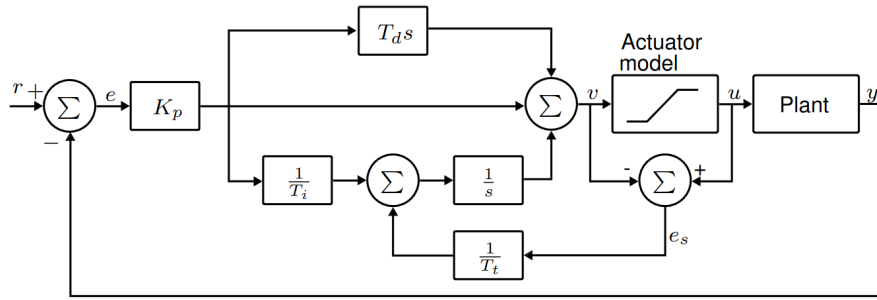 T_d s
Actuator
model
r + Σ e K_p Σ v u Plant y
−
1/T_i Σ 1/s - Σ +
e_s
1/T_t